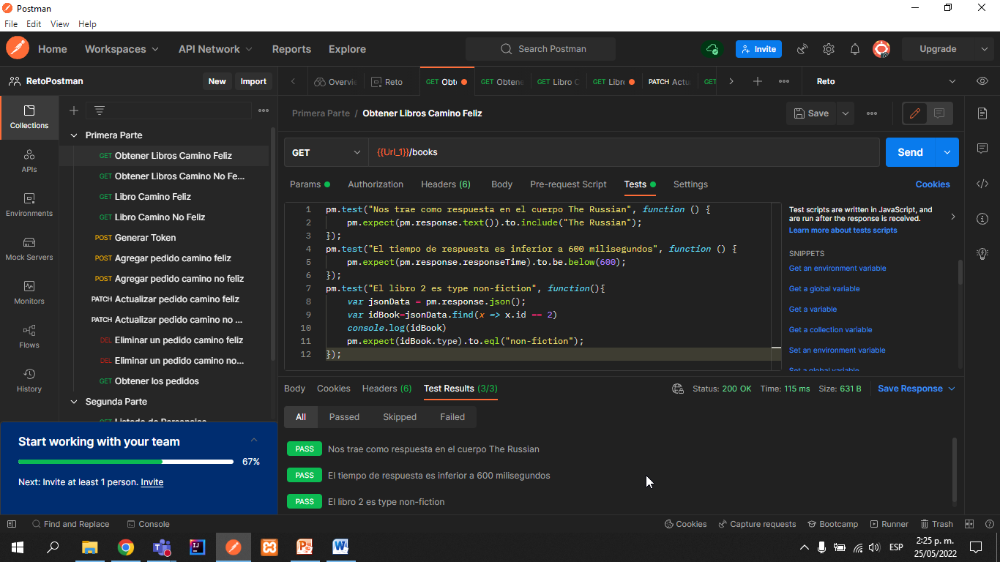 Postman
File Edit View Help
Home Workspaces API Network Reports Explore Search Postman Invite Upgrade
RetoPostman New Import Overvie Reto GET Obt GET Obtene GET Libro C GET Libr PATCH Actu GET Reto
Collections
APIs
Environments
Mock Servers
Monitors
Flows
History
Primera Parte
GET Obtener Libros Camino Feliz
GET Obtener Libros Camino No Fe...
GET Libro Camino Feliz
GET Libro Camino No Feliz
POST Generar Token
POST Agregar pedido camino feliz
POST Agregar pedido camino no feliz
PATCH Actualizar pedido camino feliz
PATCH Actualizar pedido camino no ...
DEL Eliminar un pedido camino feliz
DEL Eliminar un pedido camino no...
GET Obtener los pedidos
Segunda Parte
Start working with your team
67%
Next: Invite at least 1 person. Invite
Primera Parte / Obtener Libros Camino Feliz Save
GET {{Url_1}}/books Send
Params Authorization Headers (6) Body Pre-request Script Tests Settings Cookies
1 pm.test("Nos trae como respuesta en el cuerpo The Russian", function () {
2 pm.expect(pm.response.text()).to.include("The Russian");
3 });
4 pm.test("El tiempo de respuesta es inferior a 600 milisegundos", function () {
5 pm.expect(pm.response.responseTime).to.be.below(600);
6 });
7 pm.test("El libro 2 es type non-fiction", function(){
8 var jsonData = pm.response.json();
9 var idBook=jsonData.find(x => x.id == 2)
10 console.log(idBook)
11 pm.expect(idBook.type).to.eql("non-fiction");
12 });
Test scripts are written in JavaScript, and
are run after the response is received.
Learn more about tests scripts
SNIPPETS
Get an environment variable
Get a global variable
Get a variable
Get a collection variable
Set an environment variable
Set a global variable
Body Cookies Headers (6) Test Results (3/3) Status: 200 OK Time: 115 ms Size: 631 B Save Response
All Passed Skipped Failed
PASS Nos trae como respuesta en el cuerpo The Russian
PASS El tiempo de respuesta es inferior a 600 milisegundos
PASS El libro 2 es type non-fiction
Find and Replace Console Cookies Capture requests Bootcamp Runner Trash
ESP
2:25 p. m.
25/05/2022